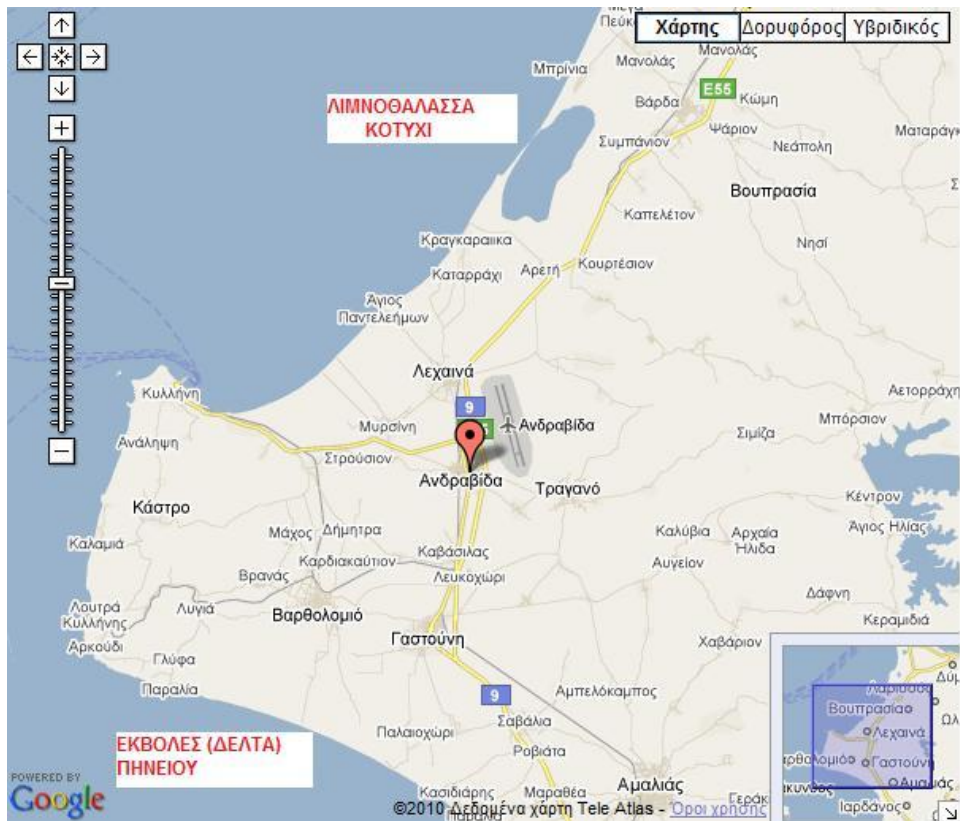 Χάρτης Δορυφόρος Υβριδικός
Μανολάς
Μπρίνια Μανολάς
E55
Βάρδα Κώμη
ΛΙΜΝΟΘΑΛΑΣΣΑ
ΚΟΤΥΧΙ
Ψάριον
Συμπάνιον Νεάπολη
Βουπρασία
Καπελέτον
Κραγκαραιικα Νησί
Καταρράχι Αρετή Κουρτέσιον
Άγιος
Παντελεήμων
Λεχαινά
Κυλλήνη Αετορράχη
9
Μυρσίνη Ανδραβίδα Σιμίζα Μπόρσιον
Ανάληψη
Στρούσιον
Ανδραβίδα Τραγανό
Κάστρο Κέντρον
Μάχος Δήμητρα Καλύβια Αρχαία Ήλιδα Άγιος Ηλίας
Καλαμιά Καρδιακαύτιον Καβάσιλας Αυγείον
Βρανάς Λευκοχώρι
Λουτρά
Κυλλήνης Λυγιά Βαρθολομιό Δάφνη
Αρκούδι Γαστούνη Χαβάριον Κεραμιδιά
Γλύφα
Παραλία Αμπελόκαμπος
9
Σαβάλια
Παλαιοχώρι
Ροβιάτα
ΕΚΒΟΛΕΣ (ΔΕΛΤΑ)
ΠΗΝΕΙΟΥ
Αμαλιάς
Κασιδιάρης Μαραθέα
POWERED BY
Google
©2010 Δεδομένα χάρτη Tele Atlas - Όροι χρήσης
Βουπρασία
Λεχαινά
Γαστούνη
Ιαρδάνος